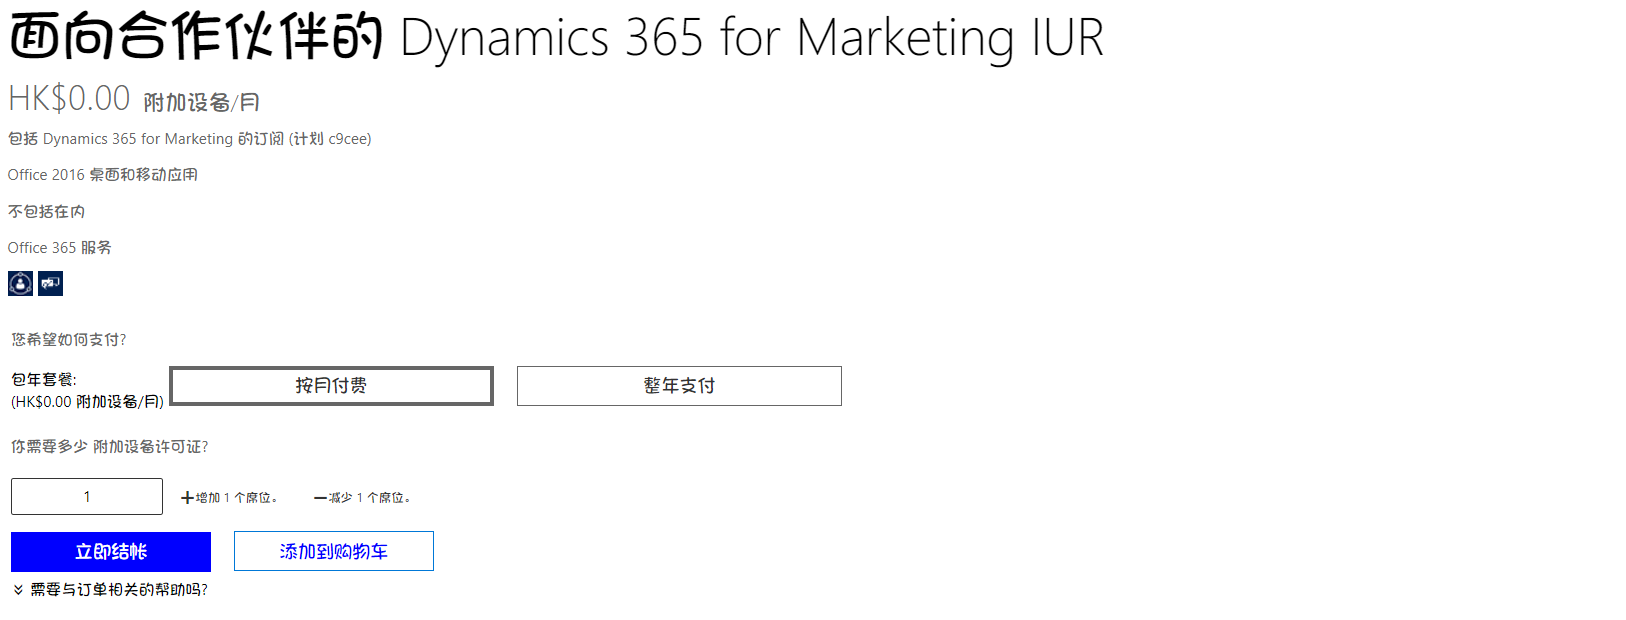 面向合作伙伴的 Dynamics 365 for Marketing IUR
HK$0.00 附加设备/月
包括 Dynamics 365 for Marketing 的订阅 (计划 c9cee)
Office 2016 桌面和移动应用
不包括在内
Office 365 服务
您希望如何支付?
包年套餐:
(HK$0.00 附加设备/月)
按月付费
整年支付
你需要多少 附加设备许可证?
1
增加 1 个席位。
减少 1 个席位。
立即结帐
添加到购物车
需要与订单相关的帮助吗?